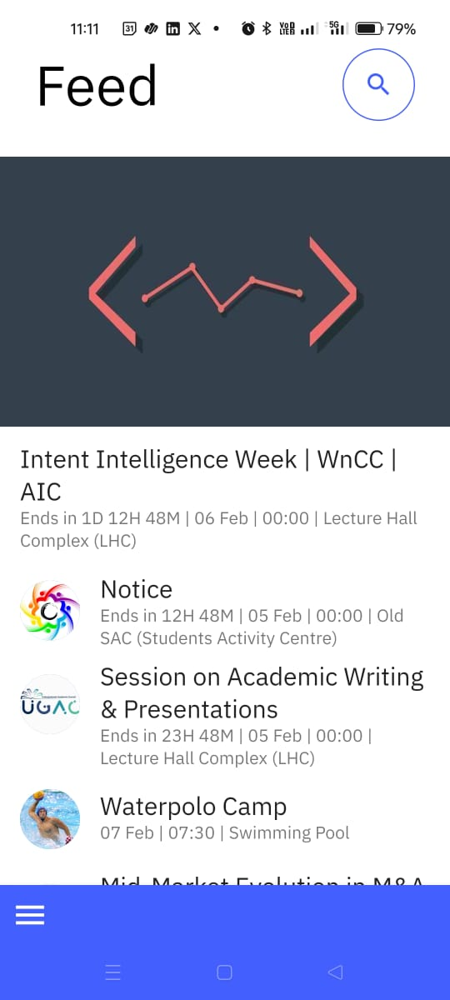 11:11 31 VoD LTE2 5G 79%
Feed
Intent Intelligence Week | WnCC |
AIC
Ends in 1D 12H 48M | 06 Feb | 00:00 | Lecture Hall
Complex (LHC)
Notice
Ends in 12H 48M | 05 Feb | 00:00 | Old
SAC (Students Activity Centre)
UGAC
Session on Academic Writing
& Presentations
Ends in 23H 48M | 05 Feb | 00:00 |
Lecture Hall Complex (LHC)
Waterpolo Camp
07 Feb | 07:30 | Swimming Pool
Mid-Market Evolution in M&A